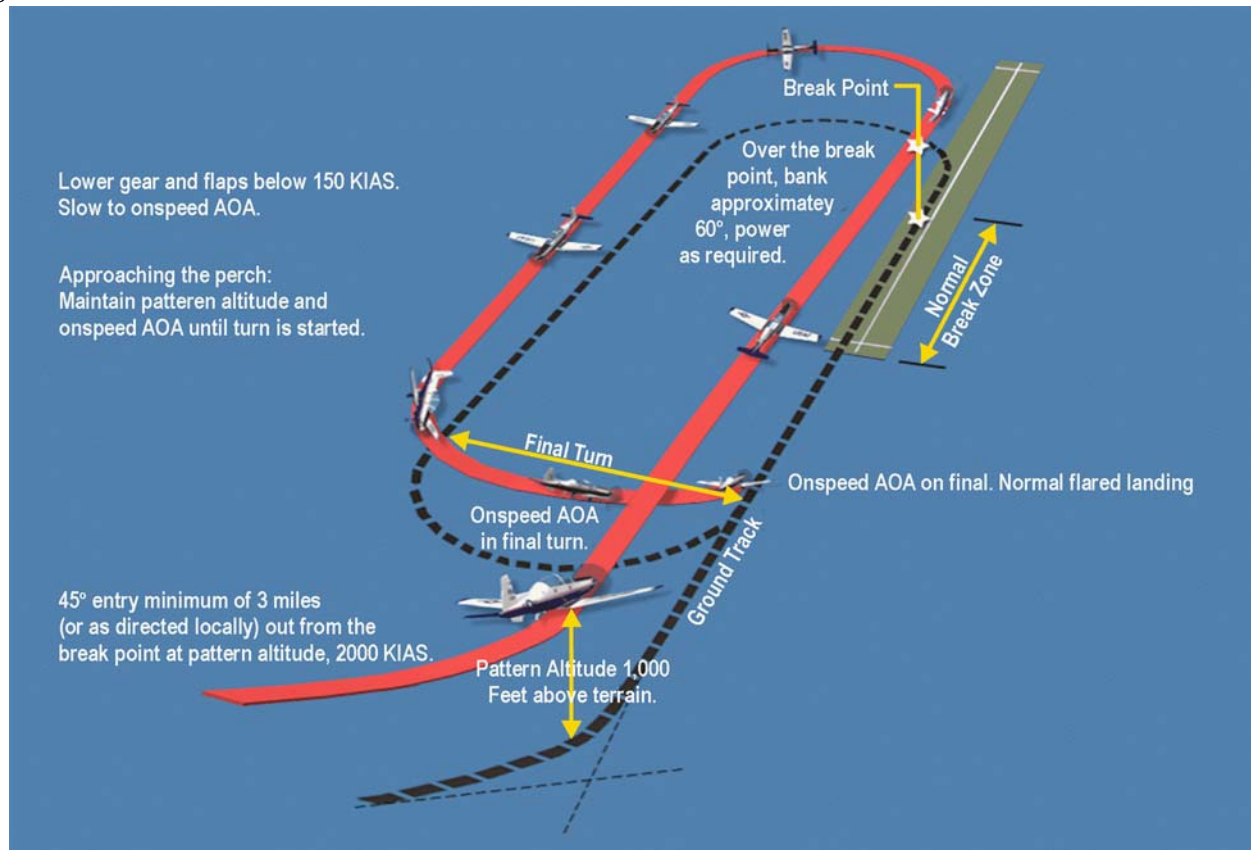 Break Point
Over the break
point, bank
approximatey
60°, power
as required.
Lower gear and flaps below 150 KIAS.
Slow to onspeed AOA.
Approaching the perch:
Maintain patteren altitude and
onspeed AOA until turn is started.
Normal
Break Zone
Final Turn
Onspeed AOA on final. Normal flared landing
Onspeed AOA
in final turn.
Ground Track
45° entry minimum of 3 miles
(or as directed locally) out from the
break point at pattern altitude, 2000 KIAS.
Pattern Altitude 1,000
Feet above terrain.